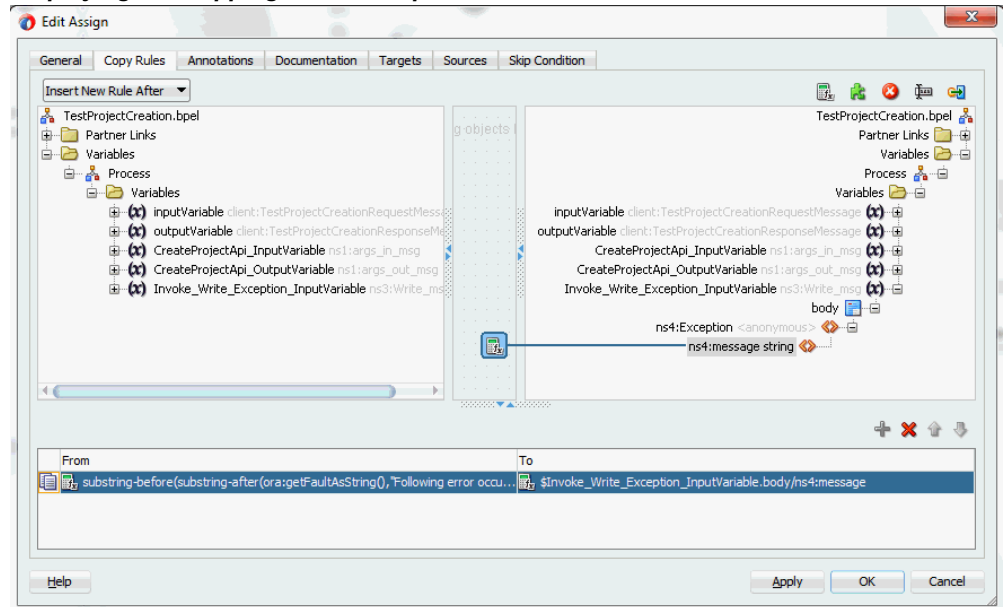 Edit Assign
General Copy Rules Annotations Documentation Targets Sources Skip Condition
Insert New Rule After
TestProjectCreation.bpel
Partner Links
Variables
Process
Variables
inputVariable client:TestProjectCreationRequestMess
outputVariable client:TestProjectCreationResponseMe
CreateProjectApi_InputVariable ns1:args_in_msg
CreateProjectApi_OutputVariable ns1:args_out_msg
Invoke_Write_Exception_InputVariable ns3:Write_ms
g objects
TestProjectCreation.bpel
Partner Links
Variables
Process
Variables
inputVariable client:TestProjectCreationRequestMessage
outputVariable client:TestProjectCreationResponseMessage
CreateProjectApi_InputVariable ns1:args_in_msg
CreateProjectApi_OutputVariable ns1:args_out_msg
Invoke_Write_Exception_InputVariable ns3:Write_msg
body
ns4:Exception <anonymous>
ns4:message string
From To
substring-before(substring-after(ora:getFaultAsString(),"Following error occu... $Invoke_Write_Exception_InputVariable.body/ns4:message
Help Apply OK Cancel